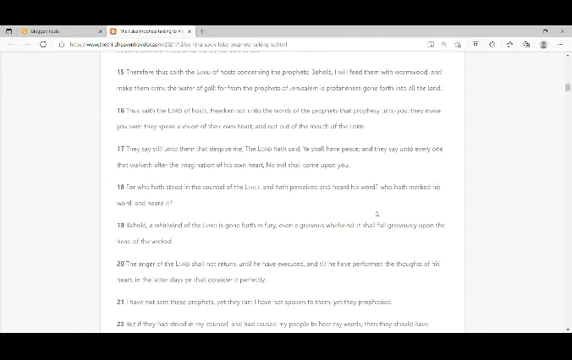 Blogger: Posts
The False Prophets talking to
15 Therefore thus saith the LORD of hosts concerning the prophets; Behold, I will feed them with wormwood, and
make them drink the water of gall: for from the prophets of Jerusalem is profaneness gone forth into all the land.
16 Thus saith the LORD of hosts, Hearken not unto the words of the prophets that prophesy unto you: they make
you vain: they speak a vision of their own heart, and not out of the mouth of the LORD.
17 They say still unto them that despise me, The LORD hath said, Ye shall have peace; and they say unto every one
that walketh after the imagination of his own heart, No evil shall come upon you.
18 For who hath stood in the counsel of the LORD, and hath perceived and heard his word? who hath marked his
word, and heard it?
19 Behold, a whirlwind of the LORD is gone forth in fury, even a grievous whirlwind: it shall fall grievously upon the
head of the wicked.
20 The anger of the LORD shall not return, until he have executed, and till he have performed the thoughts of his
heart: in the latter days ye shall consider it perfectly.
21 I have not sent these prophets, yet they ran: I have not spoken to them, yet they prophesied.
22 But if they had stood in my counsel, and had caused my people to hear my words, then they should have